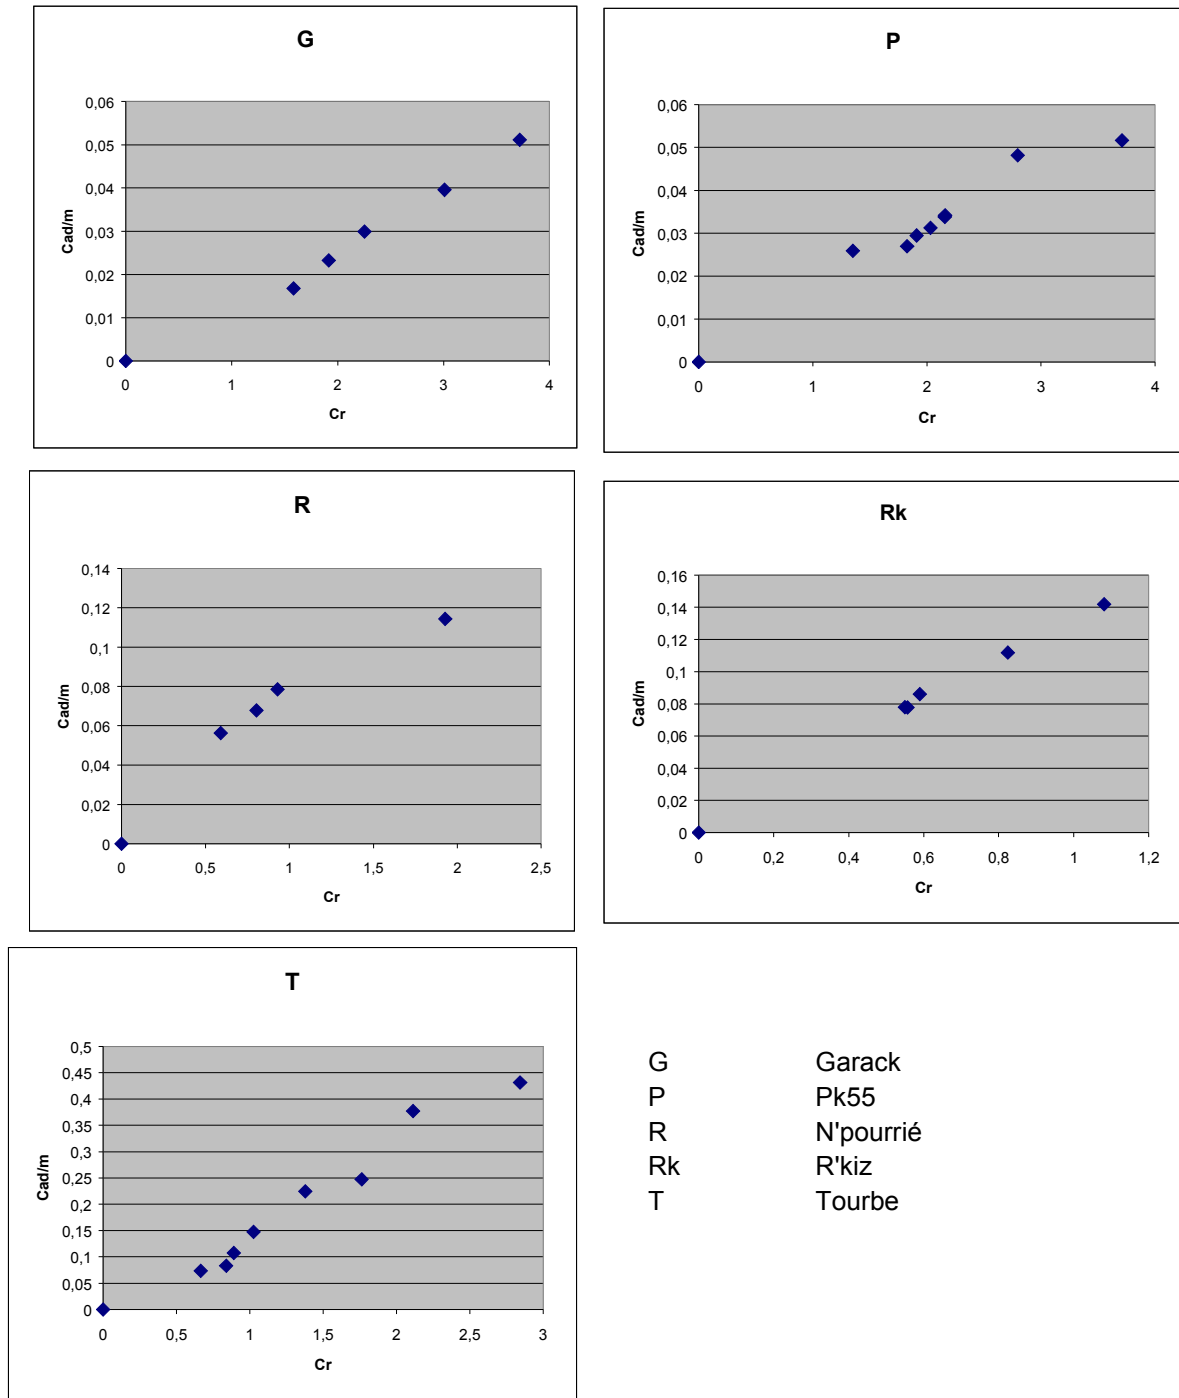 G
0,06
0,05
0,04
0,03
0,02
0,01
0
Cad/m
0 1 2 3 4
Cr
P
0,06
0,05
0,04
0,03
0,02
0,01
0
Cad/m
0 1 2 3 4
Cr
R
0,14
0,12
0,1
0,08
0,06
0,04
0,02
0
Cad/m
0 0,5 1 1,5 2 2,5
Cr
Rk
0,16
0,14
0,12
0,1
0,08
0,06
0,04
0,02
0
Cad/m
0 0,2 0,4 0,6 0,8 1 1,2
Cr
T
0,5
0,45
0,4
0,35
0,3
0,25
0,2
0,15
0,1
0,05
0
Cad/m
0 0,5 1 1,5 2 2,5 3
Cr
G Garack
P Pk55
R N'pourrié
Rk R'kiz
T Tourbe